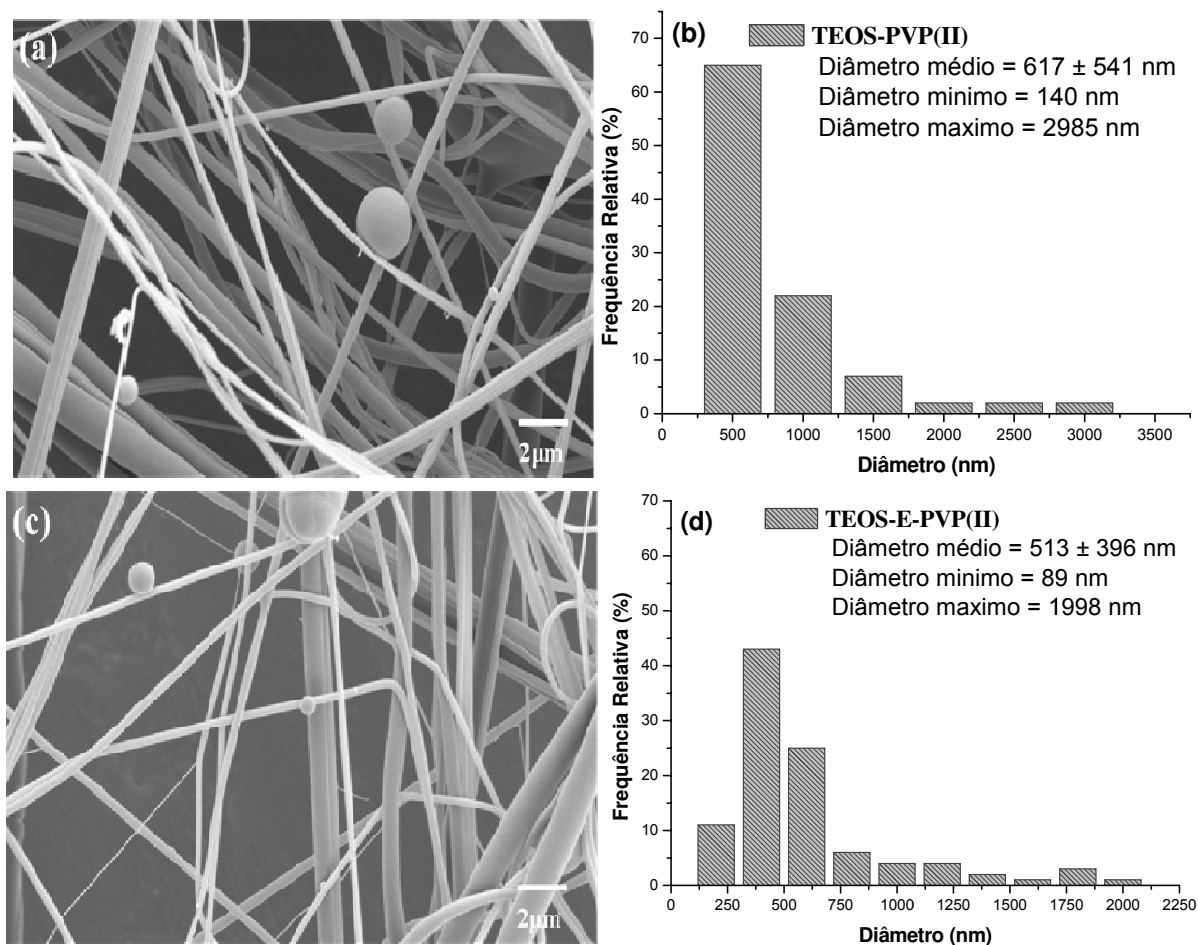 (a)
2 µm
(b)
TEOS-PVP(II)
Diâmetro médio = 617 ± 541 nm
Diâmetro minimo = 140 nm
Diâmetro maximo = 2985 nm
Frequência Relativa (%)
70
60
50
40
30
20
10
0
500 1000 1500 2000 2500 3000 3500
Diâmetro (nm)
(c)
2µm
(d)
TEOS-E-PVP(II)
Diâmetro médio = 513 ± 396 nm
Diâmetro minimo = 89 nm
Diâmetro maximo = 1998 nm
Frequência Relativa (%)
70
60
50
40
30
20
10
0
0 250 500 750 1000 1250 1500 1750 2000 2250
Diâmetro (nm)